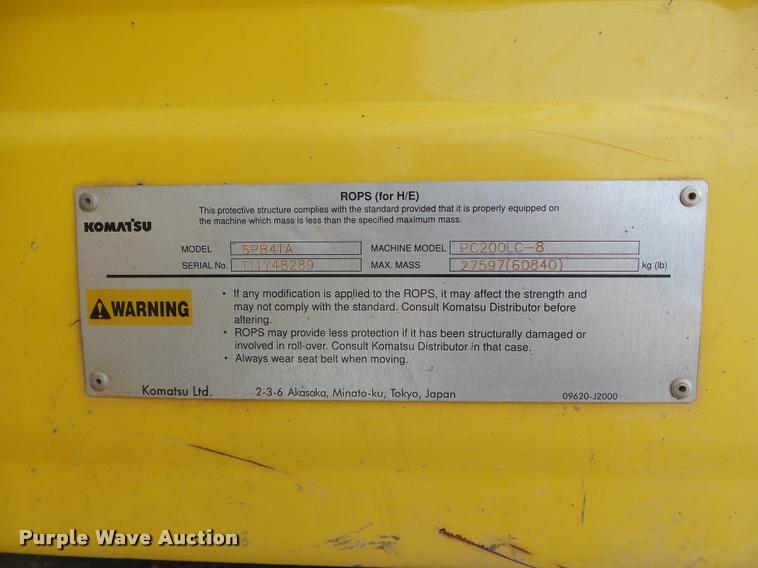 ROPS (for H/E)
This protective structure complies with the standard provided that it is properly equipped on
the machine which mass is less than the specified maximum mass.
KOMATSU
MODEL 6PB41A MACHINE MODEL PC200LC-8
SERIAL No. T11Y48289 MAX. MASS 27597(60840) kg (lb)
WARNING
• If any modification is applied to the ROPS, it may affect the strength and
may not comply with the standard. Consult Komatsu Distributor before
altering.
• ROPS may provide less protection if it has been structurally damaged or
involved in roll-over. Consult Komatsu Distributor in that case.
• Always wear seat belt when moving.
Komatsu Ltd. 2-3-6 Akasaka, Minato-ku, Tokyo, Japan 09620-J2000
Purple Wave Auction